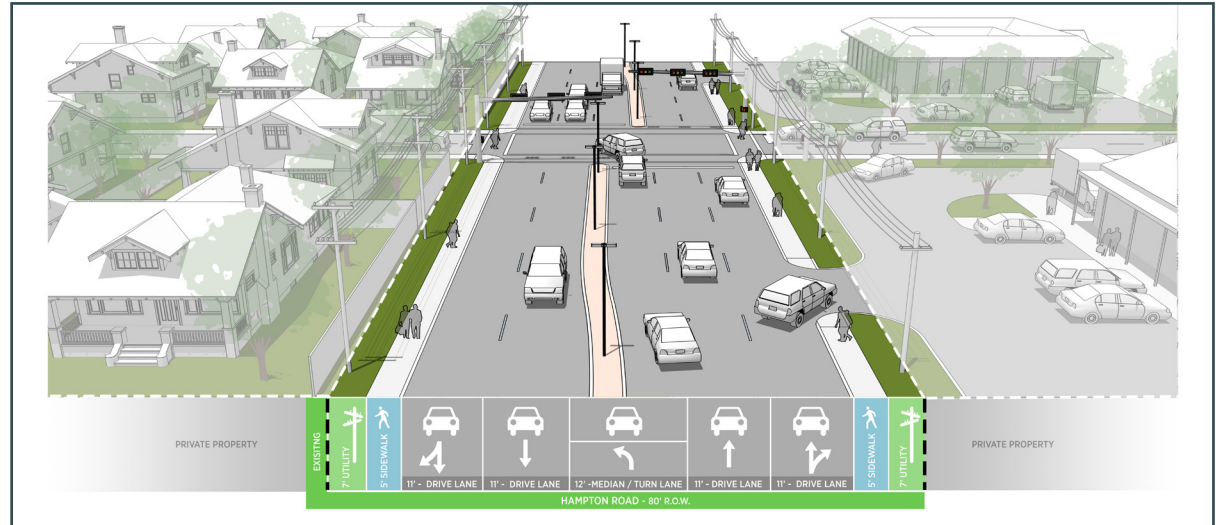 PRIVATE PROPERTY
EXISITNG
7' UTILITY
5' SIDEWALK
11' - DRIVE LANE
11' - DRIVE LANE
12' -MEDIAN / TURN LANE
11' - DRIVE LANE
11' - DRIVE LANE
5' SIDEWALK
7' UTILITY
PRIVATE PROPERTY
HAMPTON ROAD - 80' R.O.W.